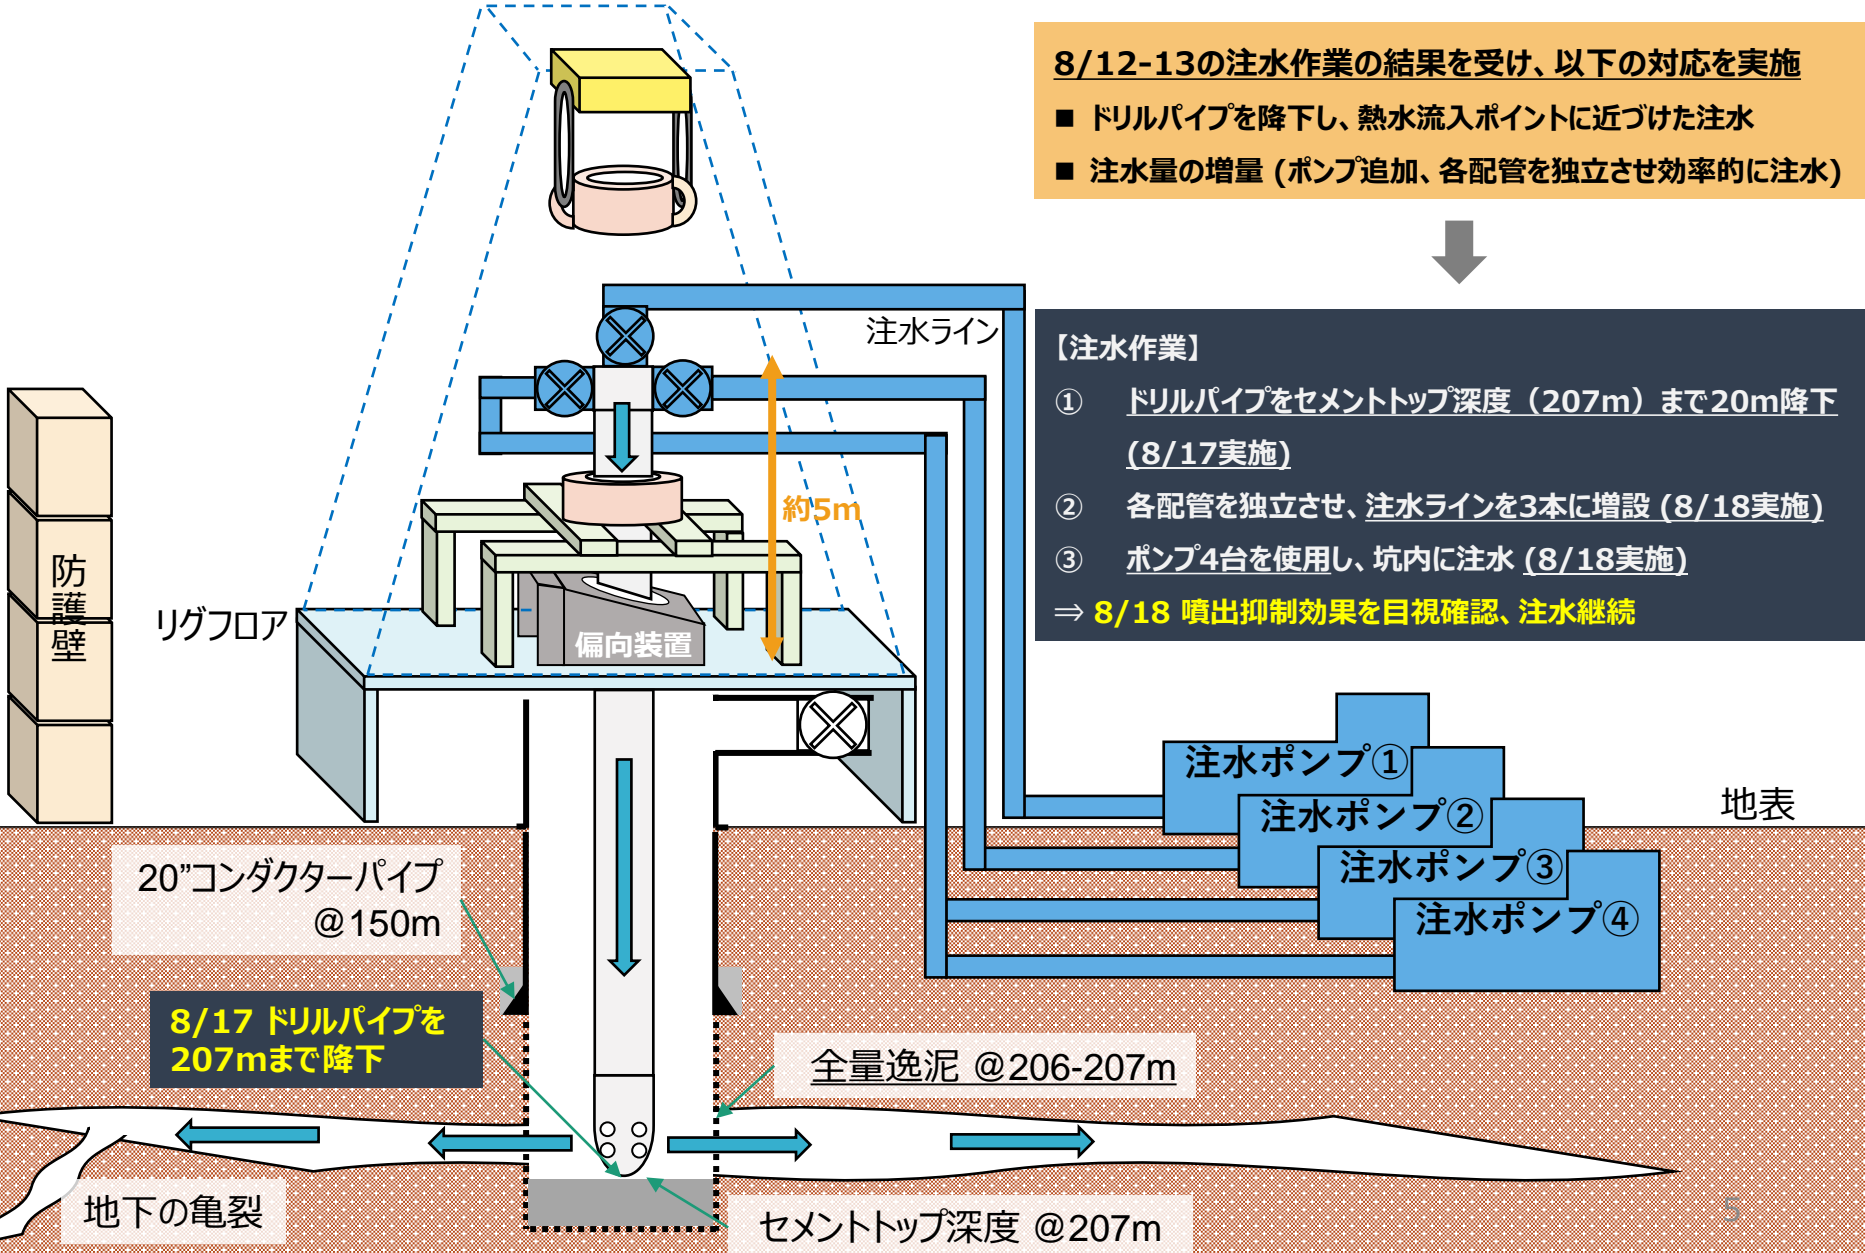 8/12-13の注水作業の結果を受け、以下の対応を実施
■ ドリルパイプを降下し、熱水流入ポイントに近づけた注水
■ 注水量の増量 (ポンプ追加、各配管を独立させ効率的に注水)
【注水作業】
① ドリルパイプをセメントトップ深度（207m）まで20m降下
(8/17実施)
② 各配管を独立させ、注水ラインを3本に増設 (8/18実施)
③ ポンプ4台を使用し、坑内に注水 (8/18実施)
⇒ 8/18 噴出抑制効果を目視確認、注水継続
注水ライン
約5m
防護壁
リグフロア
偏向装置
注水ポンプ①
注水ポンプ②
注水ポンプ③
注水ポンプ④
地表
20”コンダクターパイプ
@150m
8/17 ドリルパイプを
207mまで降下
全量逸泥 @206-207m
地下の亀裂
セメントトップ深度 @207m
5